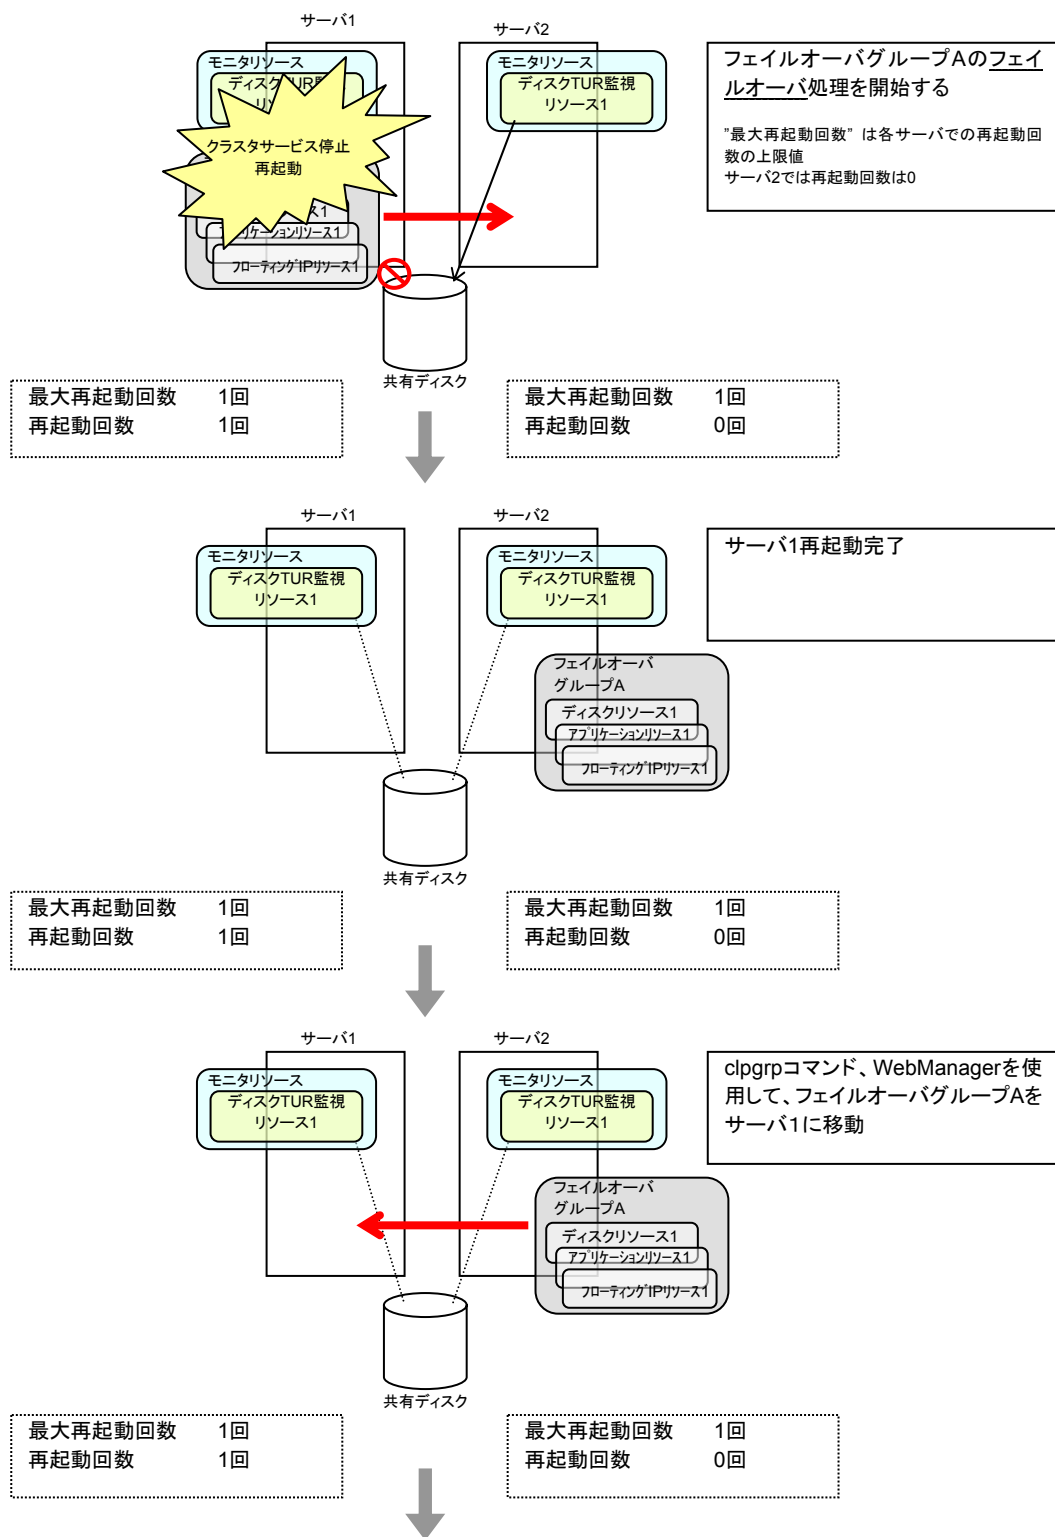 サーバ1
サーバ2
モニタリソース
ディスクTUR監視
クラスタサービス停止
再起動
ス1
アプリケーションリソース1
フローティングIPリソース1
モニタリソース
ディスクTUR監視
リソース1
共有ディスク
フェイルオーバグループAのフェイ
ルオーバ処理を開始する
"最大再起動回数" は各サーバでの再起動回
数の上限値
サーバ2では再起動回数は0
最大再起動回数 1回
再起動回数 1回
最大再起動回数 1回
再起動回数 0回
サーバ1
サーバ2
モニタリソース
ディスクTUR監視
リソース1
モニタリソース
ディスクTUR監視
リソース1
フェイルオーバ
グループA
ディスクリソース1
アプリケーションリソース1
フローティングIPリソース1
共有ディスク
サーバ1再起動完了
最大再起動回数 1回
再起動回数 1回
最大再起動回数 1回
再起動回数 0回
サーバ1
サーバ2
モニタリソース
ディスクTUR監視
リソース1
モニタリソース
ディスクTUR監視
リソース1
フェイルオーバ
グループA
ディスクリソース1
アプリケーションリソース1
フローティングIPリソース1
共有ディスク
clpgrpコマンド、WebManagerを使
用して、フェイルオーバグループAを
サーバ1に移動
最大再起動回数 1回
再起動回数 1回
最大再起動回数 1回
再起動回数 0回